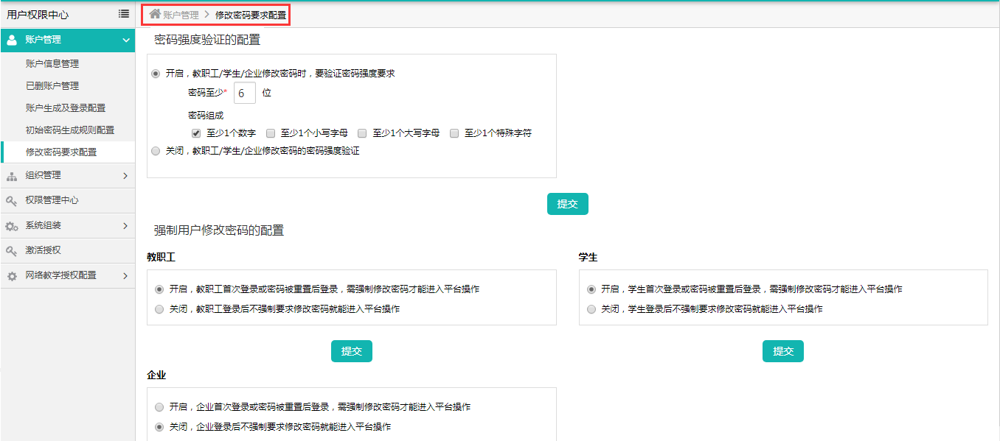 用户权限中心
账户管理
账户信息管理
已删账户管理
账户生成及登录配置
初始密码生成规则配置
修改密码要求配置
组织管理
权限管理中心
系统组装
激活授权
网络教学授权配置
账户管理 > 修改密码要求配置
密码强度验证的配置
开启，教职工/学生/企业修改密码时，要验证密码强度要求
密码至少* 6 位
密码组成
至少1个数字 至少1个小写字母 至少1个大写字母 至少1个特殊字符
关闭，教职工/学生/企业修改密码的密码强度验证
提交
强制用户修改密码的配置
教职工
开启，教职工首次登录或密码被重置后登录，需强制修改密码才能进入平台操作
关闭，教职工登录后不强制要求修改密码就能进入平台操作
提交
学生
开启，学生首次登录或密码被重置后登录，需强制修改密码才能进入平台操作
关闭，学生登录后不强制要求修改密码就能进入平台操作
提交
企业
开启，企业首次登录或密码被重置后登录，需强制修改密码才能进入平台操作
关闭，企业登录后不强制要求修改密码就能进入平台操作